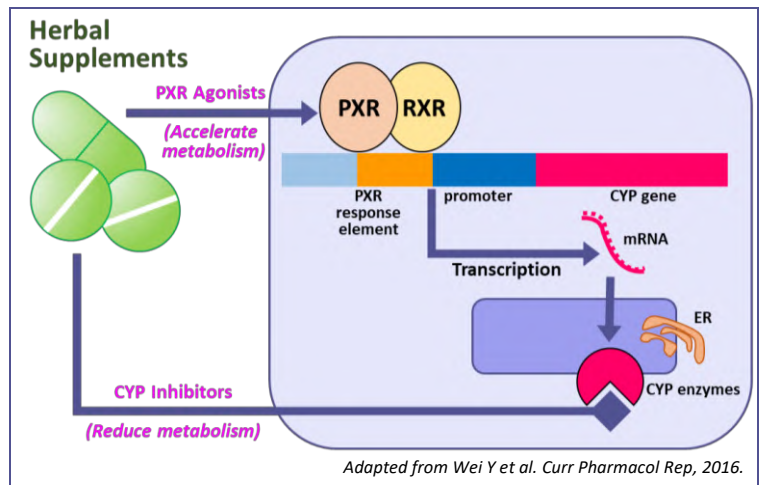 Herbal
Supplements
PXR Agonists
(Accelerate
metabolism)
PXR
RXR
PXR
response
element
promoter
CYP gene
mRNA
Transcription
ER
CYP enzymes
CYP Inhibitors
(Reduce metabolism)
Adapted from Wei Y et al. Curr Pharmacol Rep, 2016.